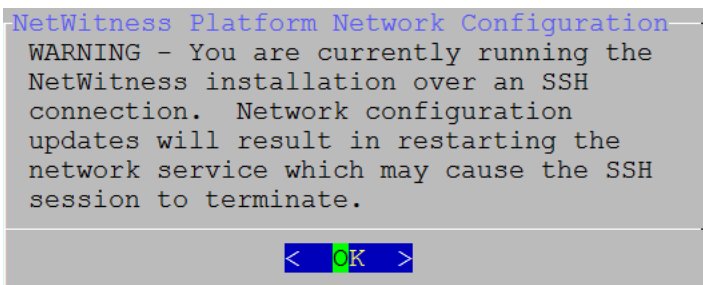 NetWitness Platform Network Configuration
WARNING - You are currently running the
NetWitness installation over an SSH
connection.  Network configuration
updates will result in restarting the
network service which may cause the SSH
session to terminate.
<  OK  >